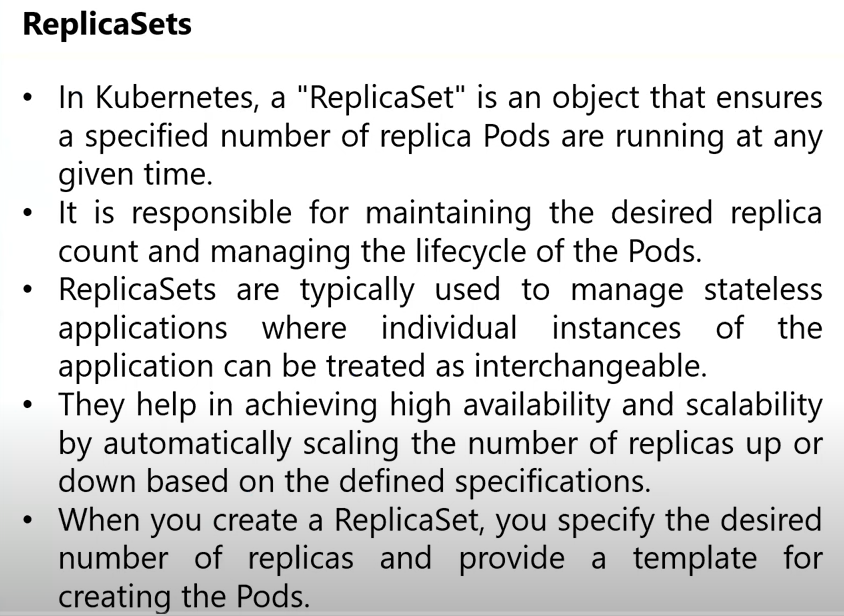 ReplicaSets
• In Kubernetes, a "ReplicaSet" is an object that ensures
a specified number of replica Pods are running at any
given time.
• It is responsible for maintaining the desired replica
count and managing the lifecycle of the Pods.
• ReplicaSets are typically used to manage stateless
applications where individual instances of the
application can be treated as interchangeable.
• They help in achieving high availability and scalability
by automatically scaling the number of replicas up or
down based on the defined specifications.
• When you create a ReplicaSet, you specify the desired
number of replicas and provide a template for
creating the Pods.